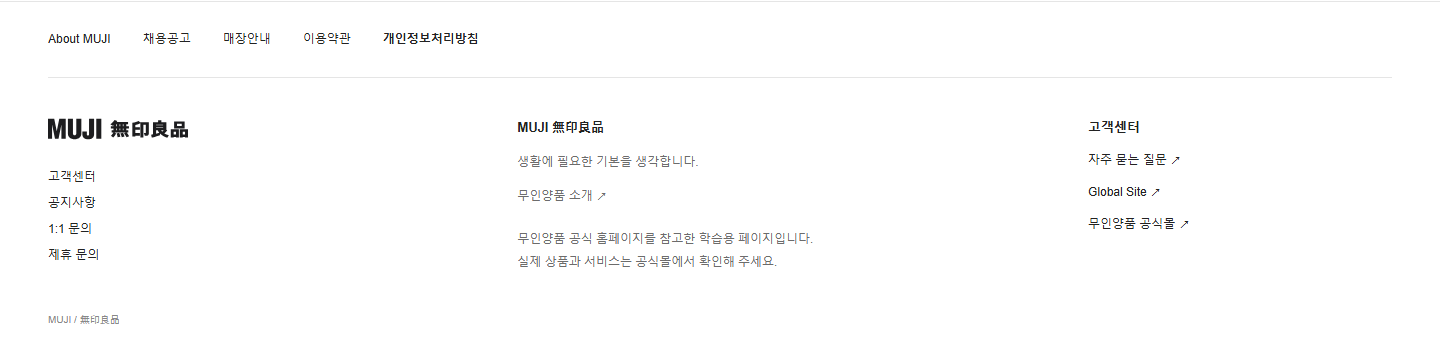 About MUJI 채용공고 매장안내 이용약관 개인정보처리방침
MUJI 無印良品
고객센터
공지사항
1:1 문의
제휴 문의
MUJI 無印良品
생활에 필요한 기본을 생각합니다.
무인양품 소개 ↗
무인양품 공식 홈페이지를 참고한 학습용 페이지입니다.
실제 상품과 서비스는 공식몰에서 확인해 주세요.
고객센터
자주 묻는 질문 ↗
Global Site ↗
무인양품 공식몰 ↗
MUJI / 無印良品